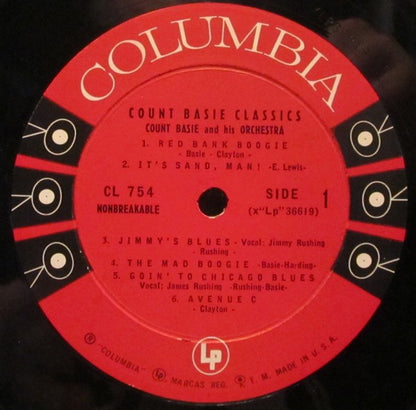 COLUMBIA
COUNT BASIE CLASSICS
COUNT BASIE and his ORCHESTRA
1. RED BANK BOOGIE
- Basie - Clayton -
2. IT'S SAND, MAN! -E. Lewis-
CL 754
NONBREAKABLE
SIDE 1
(x"Lp"36619)
3. JIMMY'S BLUES - Vocal: Jimmy Rushing
- Rushing -
4. THE MAD BOOGIE -Basie-Harding-
5. GOIN' TO CHICAGO BLUES
Vocal: James Rushing -Rushing-Basie-
6. AVENUE C
- Clayton -
Lp
® "COLUMBIA" MARCAS REG. Ⓡ T. M. MADE IN U.S.A.